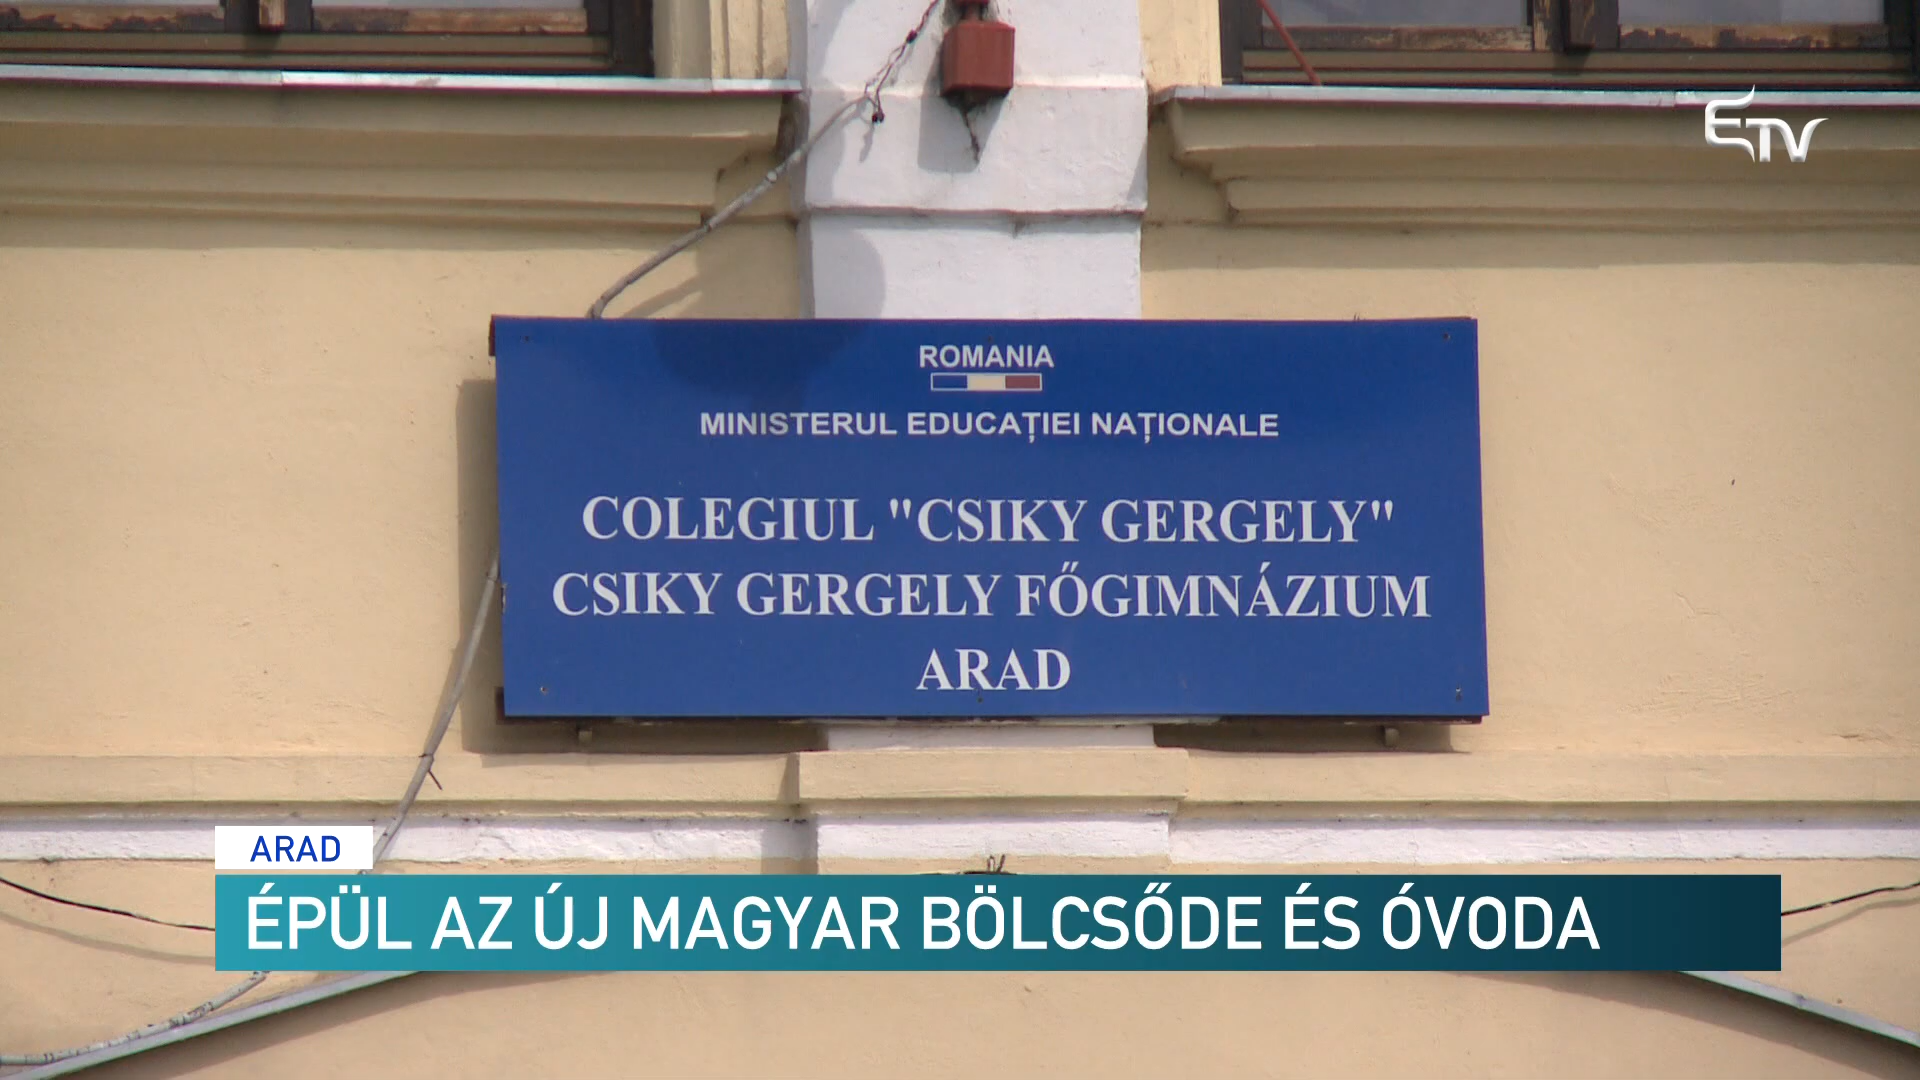 ETV
ROMANIA
MINISTERUL EDUCAȚIEI NAȚIONALE
COLEGIUL "CSIKY GERGELY"
CSIKY GERGELY FŐGIMNÁZIUM
ARAD
ARAD
ÉPÜL AZ ÚJ MAGYAR BÖLCSŐDE ÉS ÓVODA